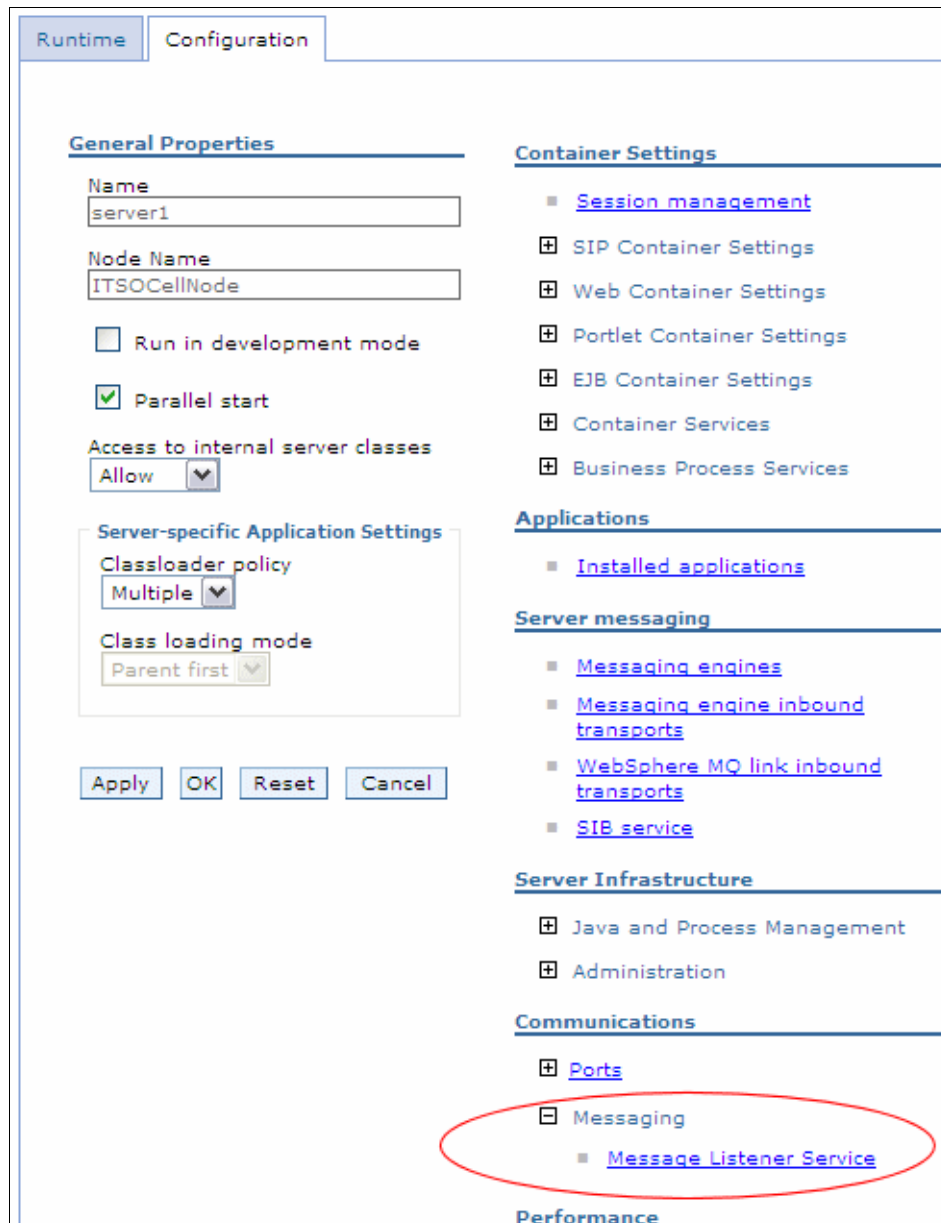 Runtime
Configuration
General Properties
Name
server1
Node Name
ITSOCellNode
Run in development mode
Parallel start
Access to internal server classes
Allow
Server-specific Application Settings
Classloader policy
Multiple
Class loading mode
Parent first
Apply
OK
Reset
Cancel
Container Settings
Session management
SIP Container Settings
Web Container Settings
Portlet Container Settings
EJB Container Settings
Container Services
Business Process Services
Applications
Installed applications
Server messaging
Messaging engines
Messaging engine inbound
transports
WebSphere MQ link inbound
transports
SIB service
Server Infrastructure
Java and Process Management
Administration
Communications
Ports
Messaging
Message Listener Service
Performance